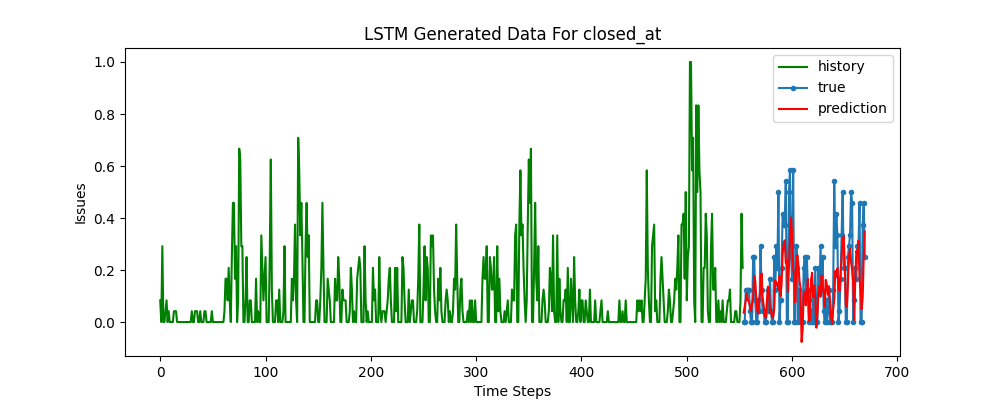 LSTM Generated Data For closed_at
history
true
prediction
Issues
1.0
0.8
0.6
0.4
0.2
0.0
0 100 200 300 400 500 600 700
Time Steps